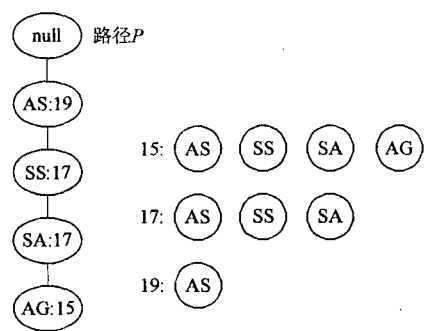 null 路径P
AS:19
15: AS SS SA AG
SS:17
17: AS SS SA
SA:17
19: AS
AG:15